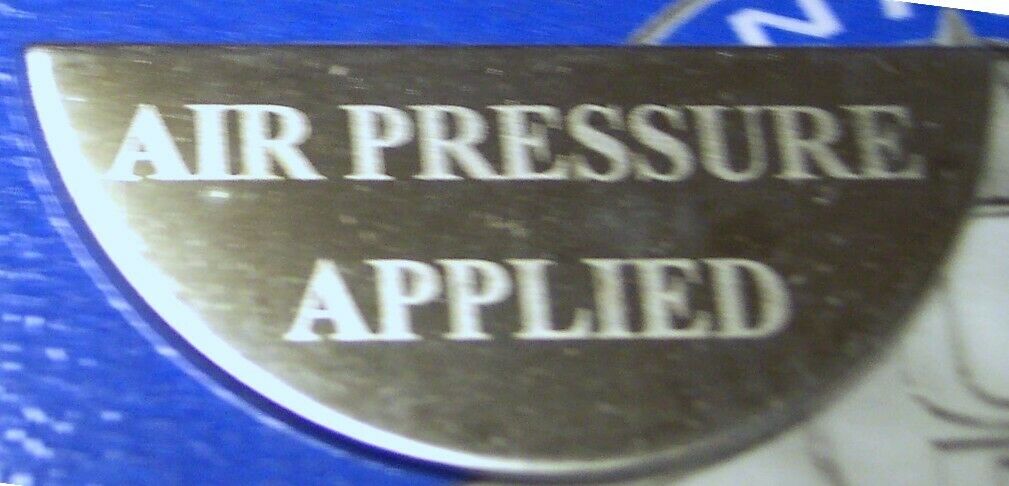 AIR PRESSURE
APPLIED